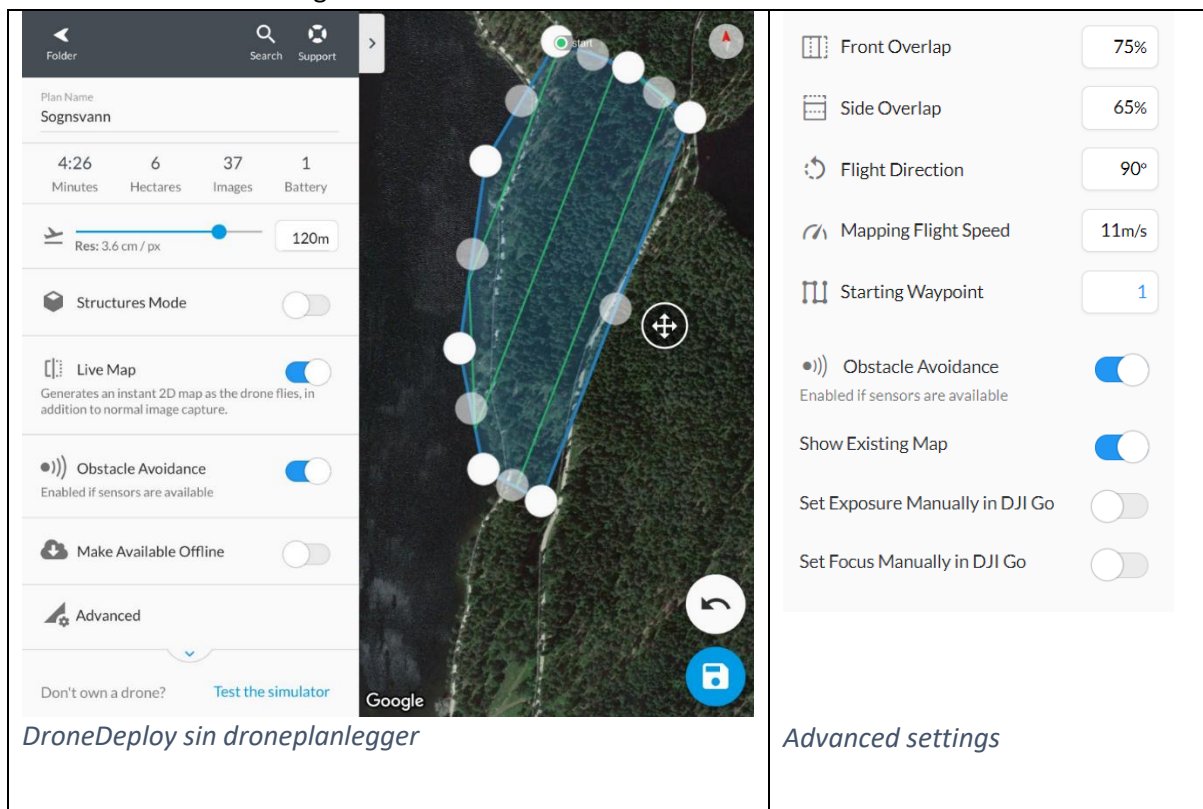 Folder
Search
Support
Plan Name
Sognsvann
4:26 6 37 1
Minutes Hectares Images Battery
Res: 3.6 cm / px
120m
Structures Mode
Live Map
Generates an instant 2D map as the drone flies, in
addition to normal image capture.
Obstacle Avoidance
Enabled if sensors are available
Make Available Offline
Advanced
Don't own a drone? Test the simulator
start
Google
DroneDeploy sin droneplanlegger
Front Overlap 75%
Side Overlap 65%
Flight Direction 90°
Mapping Flight Speed 11m/s
Starting Waypoint 1
Obstacle Avoidance
Enabled if sensors are available
Show Existing Map
Set Exposure Manually in DJI Go
Set Focus Manually in DJI Go
Advanced settings